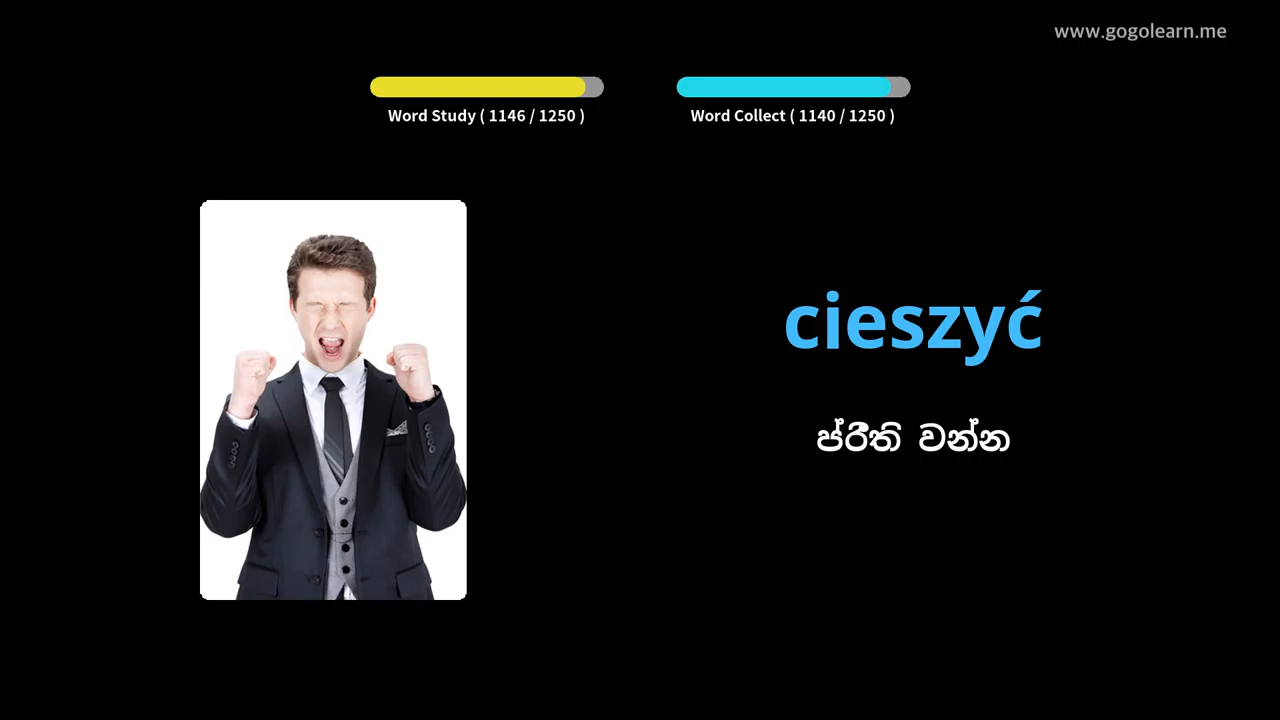 www.gogolearn.me
Word Study ( 1146 / 1250 )
Word Collect ( 1140 / 1250 )
cieszyć
ප්රීති වන්න